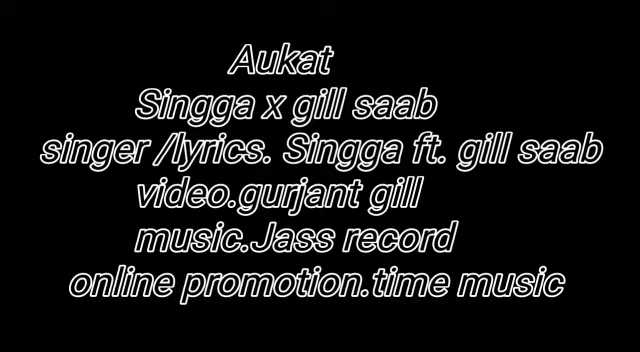 Aukat
Singga x gill saab
singer /lyrics. Singga ft. gill saab
video.gurjant gill
music.Jass record
online promotion.time music